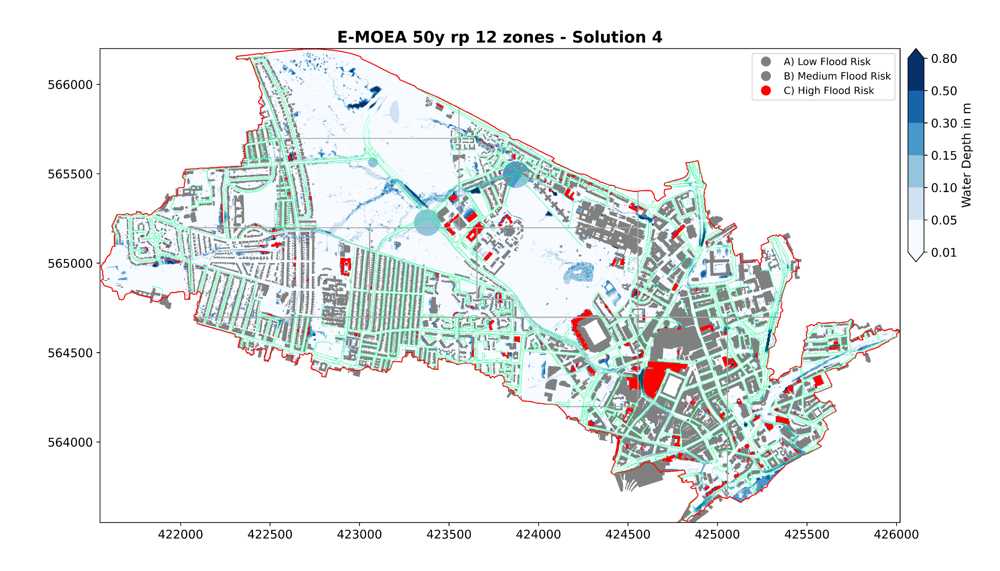 E-MOEA 50y rp 12 zones - Solution 4
A) Low Flood Risk
B) Medium Flood Risk
C) High Flood Risk
566000
565500
565000
564500
564000
422000 422500 423000 423500 424000 424500 425000 425500 426000
0.80
0.50
0.30
0.15
0.10
0.05
0.01
Water Depth in m